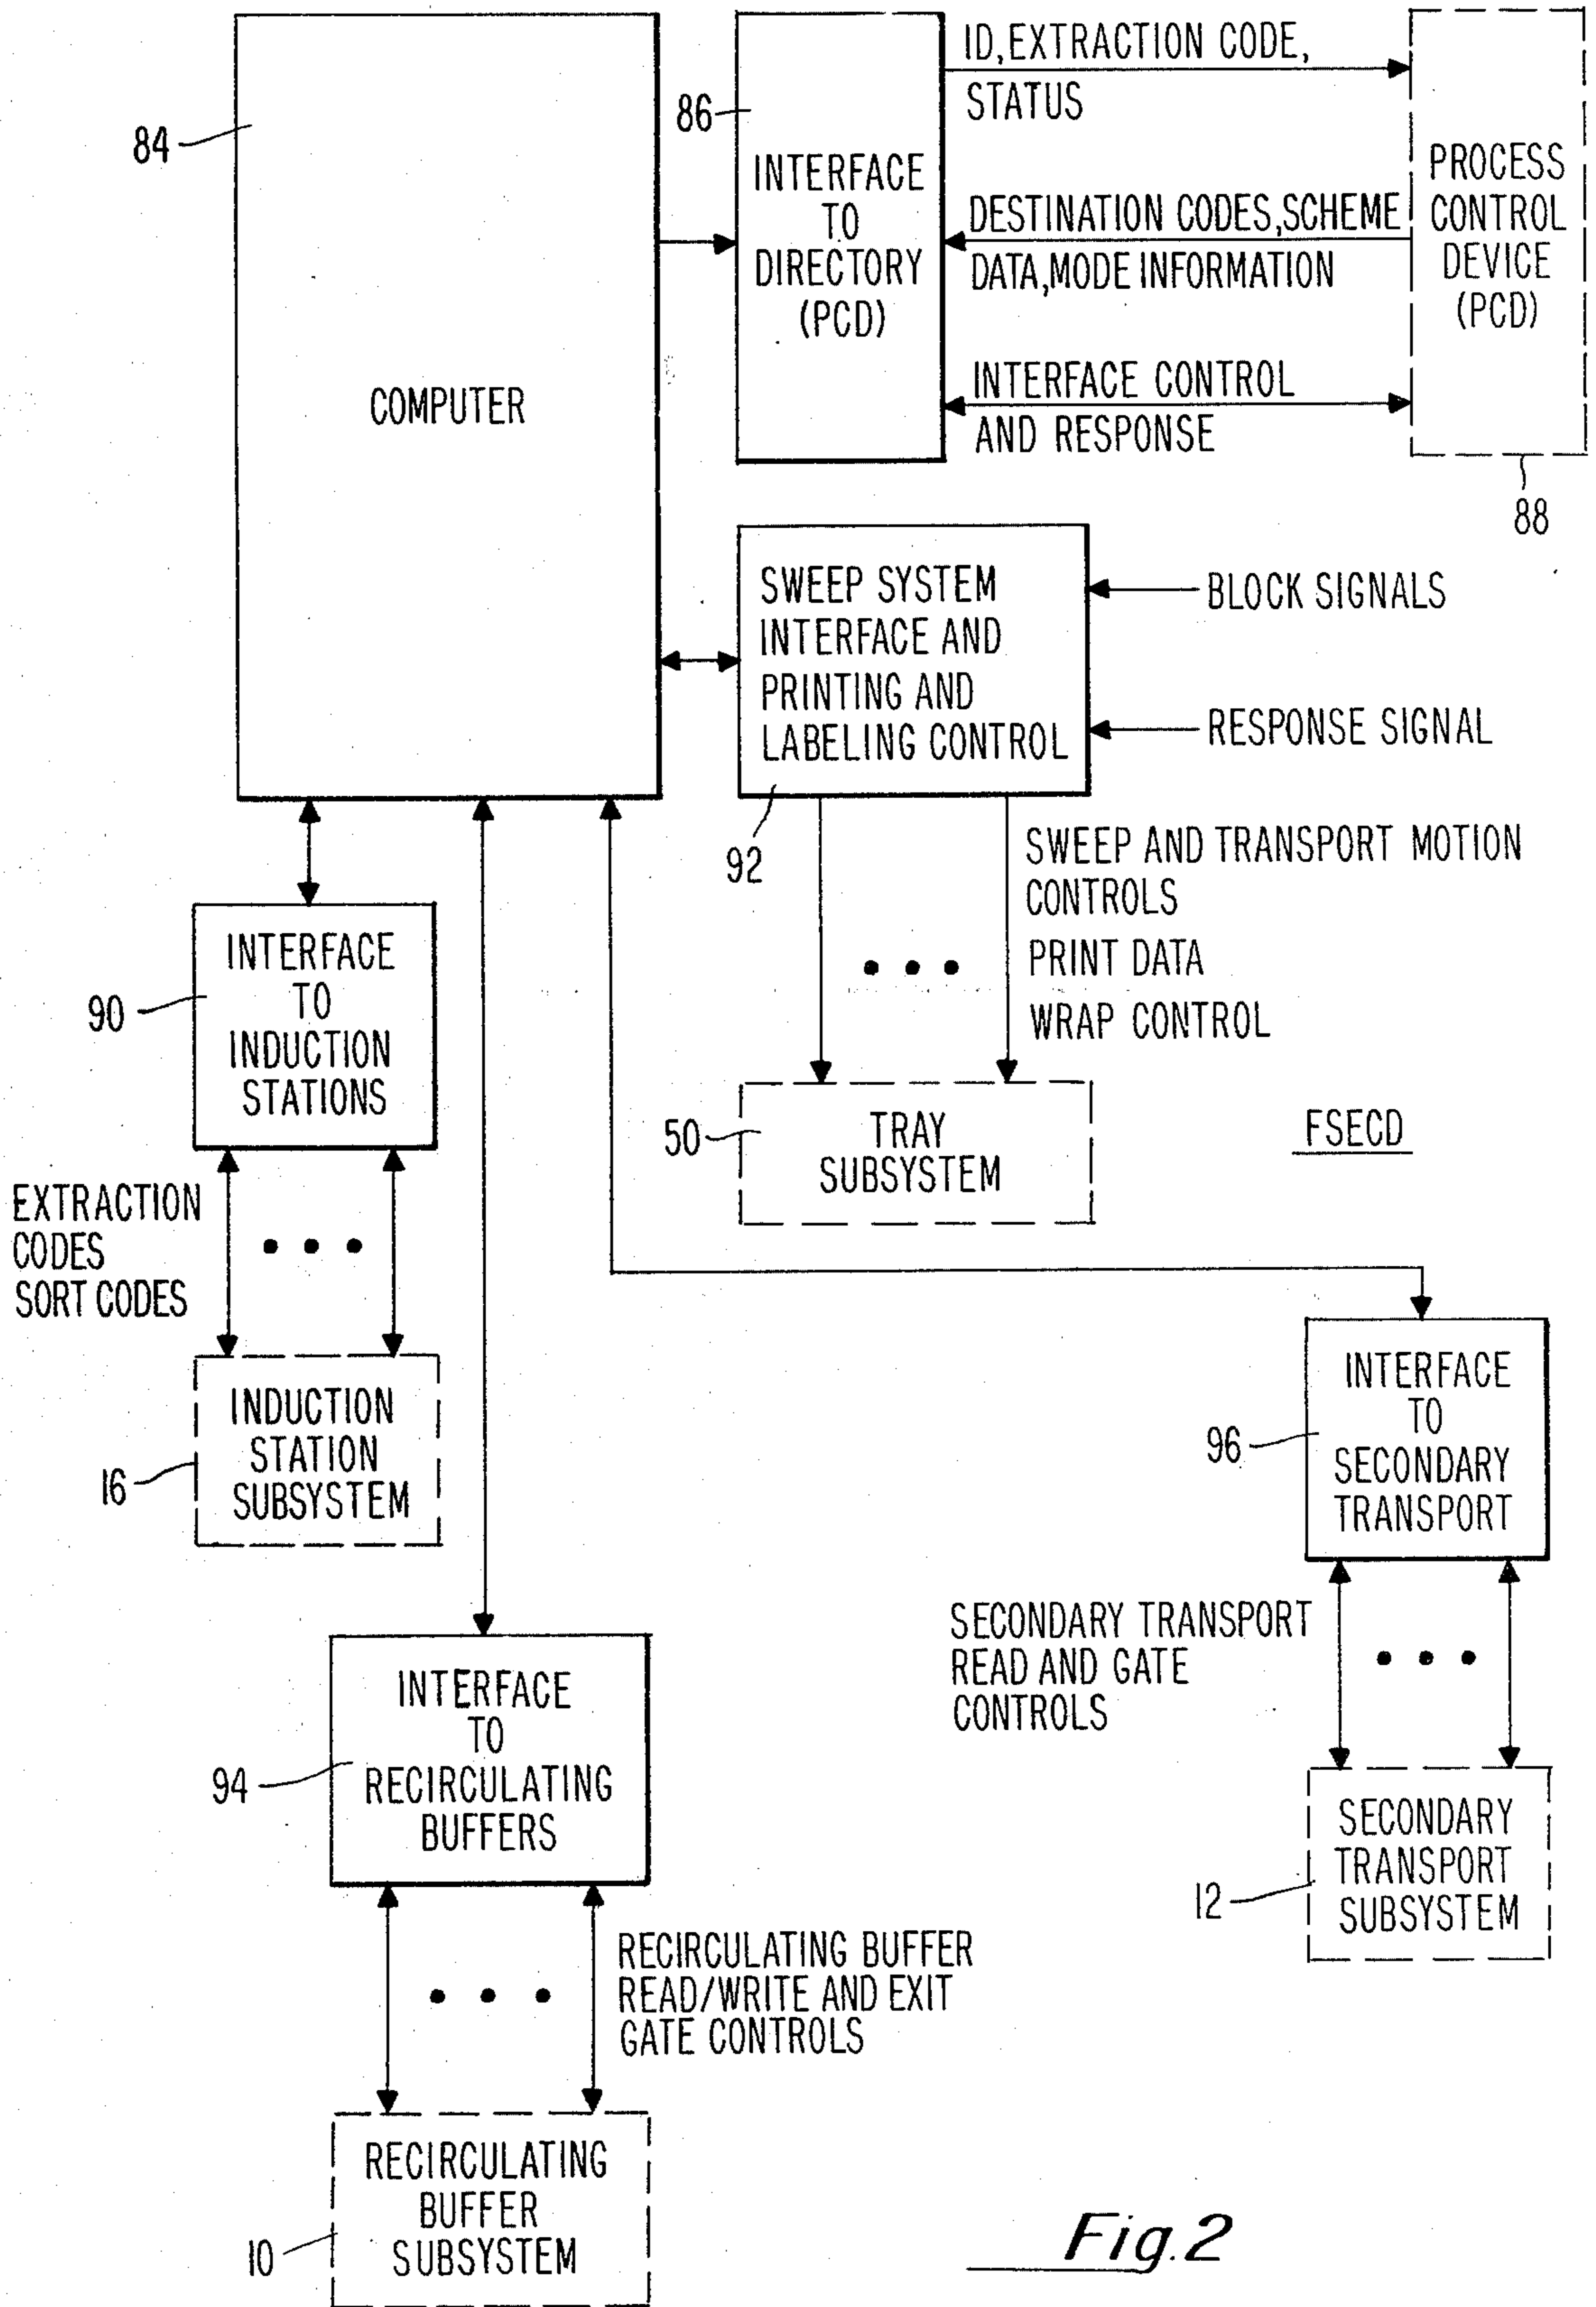 84
COMPUTER
86
INTERFACE
TO
DIRECTORY
(PCD)
ID, EXTRACTION CODE,
STATUS
DESTINATION CODES, SCHEME
DATA, MODE INFORMATION
INTERFACE CONTROL
AND RESPONSE
PROCESS
CONTROL
DEVICE
(PCD)
88
SWEEP SYSTEM
INTERFACE AND
PRINTING AND
LABELING CONTROL
92
BLOCK SIGNALS
RESPONSE SIGNAL
SWEEP AND TRANSPORT MOTION
CONTROLS
PRINT DATA
WRAP CONTROL
50
TRAY
SUBSYSTEM
FSECD
90
INTERFACE
TO
INDUCTION
STATIONS
EXTRACTION
CODES
SORT CODES
16
INDUCTION
STATION
SUBSYSTEM
96
INTERFACE
TO
SECONDARY
TRANSPORT
SECONDARY TRANSPORT
READ AND GATE
CONTROLS
12
SECONDARY
TRANSPORT
SUBSYSTEM
94
INTERFACE
TO
RECIRCULATING
BUFFERS
RECIRCULATING BUFFER
READ/WRITE AND EXIT
GATE CONTROLS
10
RECIRCULATING
BUFFER
SUBSYSTEM
Fig. 2